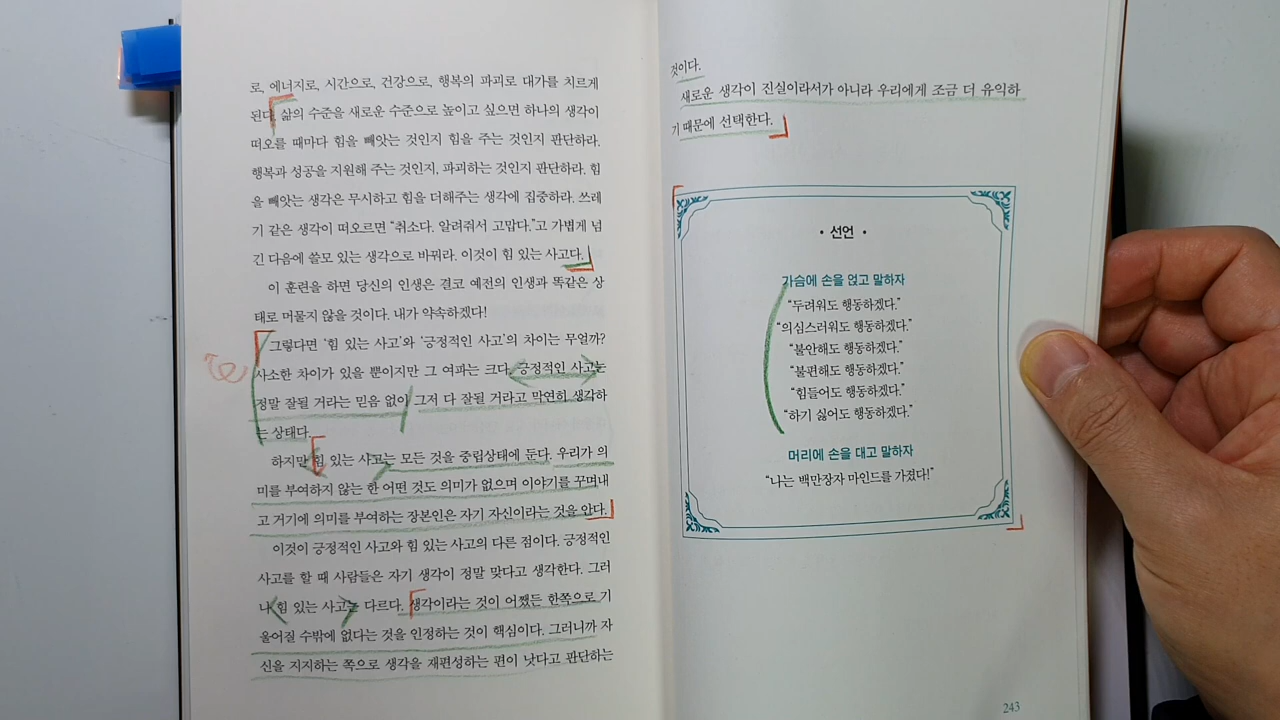 로, 에너지로, 시간으로, 건강으로, 행복의 파괴로 대가를 치르게
된다. 삶의 수준을 새로운 수준으로 높이고 싶으면 하나의 생각이
떠오를 때마다 힘을 빼앗는 것인지 힘을 주는 것인지 판단하라.
행복과 성공을 지원해 주는 것인지, 파괴하는 것인지 판단하라. 힘
을 빼앗는 생각은 무시하고 힘을 더해주는 생각에 집중하라. 쓰레
기 같은 생각이 떠오르면 “취소다. 알려줘서 고맙다.”고 가볍게 넘
긴 다음에 쓸모 있는 생각으로 바꿔라. 이것이 힘 있는 사고다.
이 훈련을 하면 당신의 인생은 결코 예전의 인생과 똑같은 상
태로 머물지 않을 것이다. 내가 약속하겠다!
그렇다면 ‘힘 있는 사고’와 ‘긍정적인 사고’의 차이는 무얼까?
사소한 차이가 있을 뿐이지만 그 여파는 크다. 긍정적인 사고는
정말 잘될 거라는 믿음 없이 그저 다 잘될 거라고 막연히 생각하
는 상태다.
하지만 힘 있는 사고는 모든 것을 중립상태에 둔다. 우리가 의
미를 부여하지 않는 한 어떤 것도 의미가 없으며 이야기를 꾸며내
고 거기에 의미를 부여하는 장본인은 자기 자신이라는 것을 안다.
이것이 긍정적인 사고와 힘 있는 사고의 다른 점이다. 긍정적인
사고를 할 때 사람들은 자기 생각이 정말 맞다고 생각한다. 그러
나 힘 있는 사고는 다르다. 생각이라는 것이 어쨌든 한쪽으로 기
울어질 수밖에 없다는 것을 인정하는 것이 핵심이다. 그러니까 자
신을 지지하는 쪽으로 생각을 재편성하는 편이 낫다고 판단하는
것이다.
새로운 생각이 진실이라서가 아니라 우리에게 조금 더 유익하
기 때문에 선택한다.
• 선언 •
가슴에 손을 얹고 말하자
“두려워도 행동하겠다.”
“의심스러워도 행동하겠다.”
“불안해도 행동하겠다.”
“불편해도 행동하겠다.”
“힘들어도 행동하겠다.”
“하기 싫어도 행동하겠다.”
머리에 손을 대고 말하자
“나는 백만장자 마인드를 가졌다!”
243